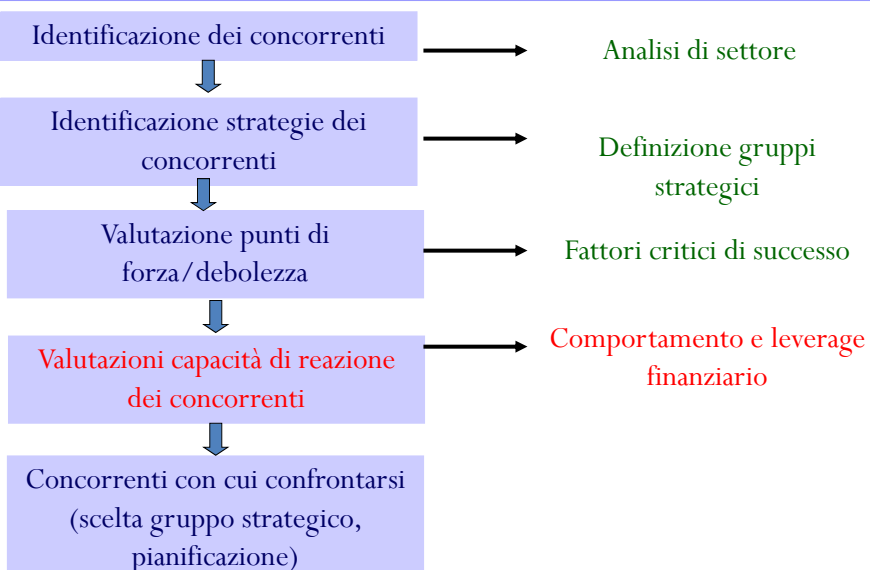 Identificazione dei concorrenti
Analisi di settore
Identificazione strategie dei
concorrenti
Definizione gruppi
strategici
Valutazione punti di
forza/debolezza
Fattori critici di successo
Valutazioni capacità di reazione
dei concorrenti
Comportamento e leverage
finanziario
Concorrenti con cui confrontarsi
(scelta gruppo strategico,
pianificazione)